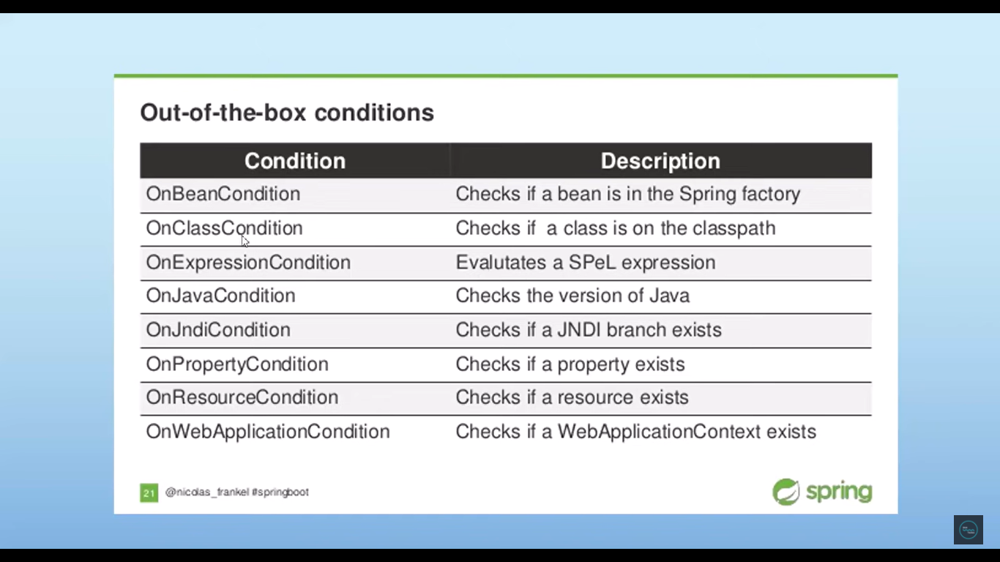 Out-of-the-box conditions
Condition Description
OnBeanCondition Checks if a bean is in the Spring factory
OnClassCondition Checks if a class is on the classpath
OnExpressionCondition Evalutates a SPeL expression
OnJavaCondition Checks the version of Java
OnJndiCondition Checks if a JNDI branch exists
OnPropertyCondition Checks if a property exists
OnResourceCondition Checks if a resource exists
OnWebApplicationCondition Checks if a WebApplicationContext exists
21 @nicolas_frankel #springboot
spring